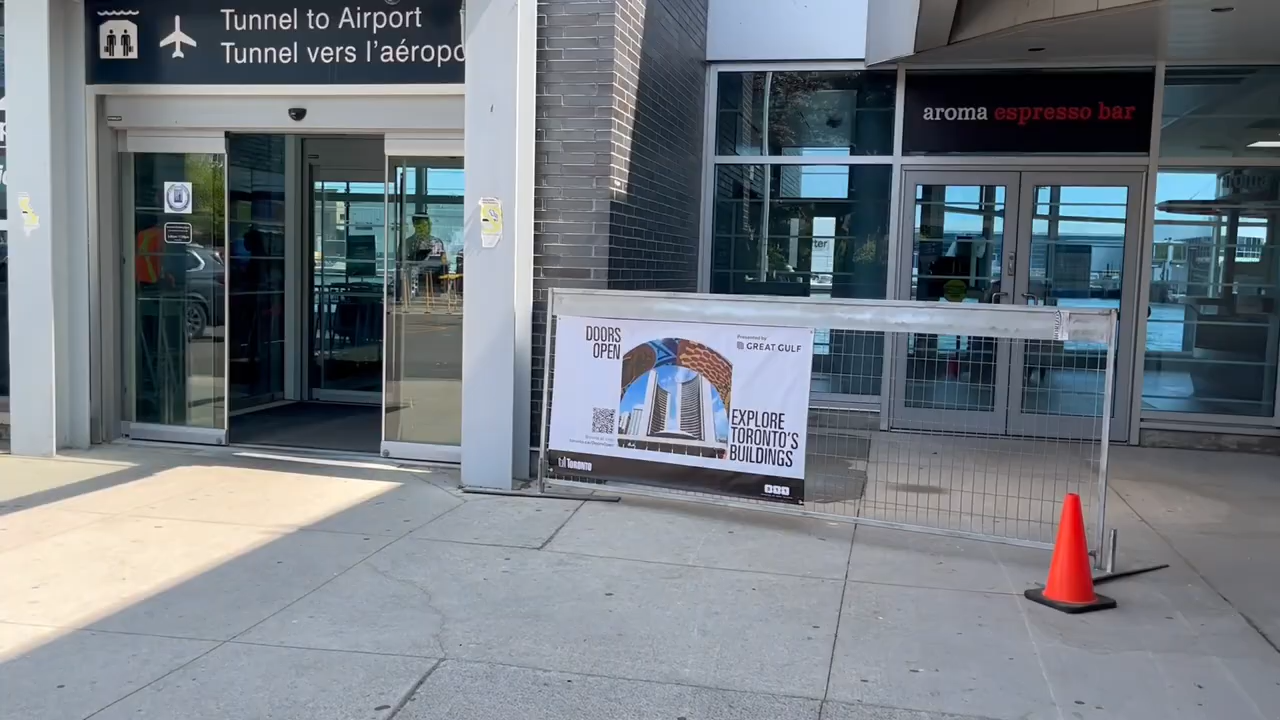 Tunnel to Airport
Tunnel vers l'aéropo
aroma espresso bar
DOORS
OPEN
Presented by
GREAT GULF
EXPLORE
TORONTO'S
BUILDINGS
TORONTO